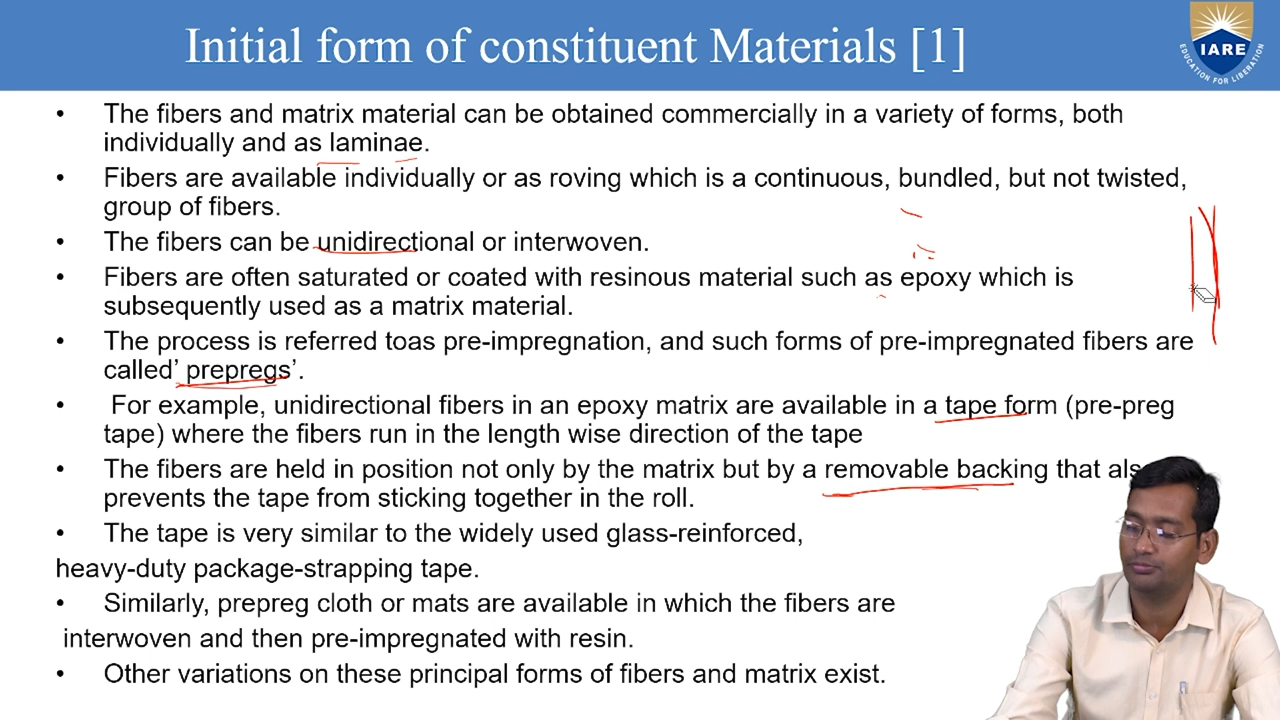 Initial form of constituent Materials [1]
IARE
EDUCATION FOR LIBERATION
• The fibers and matrix material can be obtained commercially in a variety of forms, both
individually and as laminae.
• Fibers are available individually or as roving which is a continuous, bundled, but not twisted,
group of fibers.
• The fibers can be unidirectional or interwoven.
• Fibers are often saturated or coated with resinous material such as epoxy which is
subsequently used as a matrix material.
• The process is referred toas pre-impregnation, and such forms of pre-impregnated fibers are
called’ prepregs’.
• For example, unidirectional fibers in an epoxy matrix are available in a tape form (pre-preg
tape) where the fibers run in the length wise direction of the tape
• The fibers are held in position not only by the matrix but by a removable backing that als
prevents the tape from sticking together in the roll.
• The tape is very similar to the widely used glass-reinforced,
heavy-duty package-strapping tape.
• Similarly, prepreg cloth or mats are available in which the fibers are
interwoven and then pre-impregnated with resin.
• Other variations on these principal forms of fibers and matrix exist.